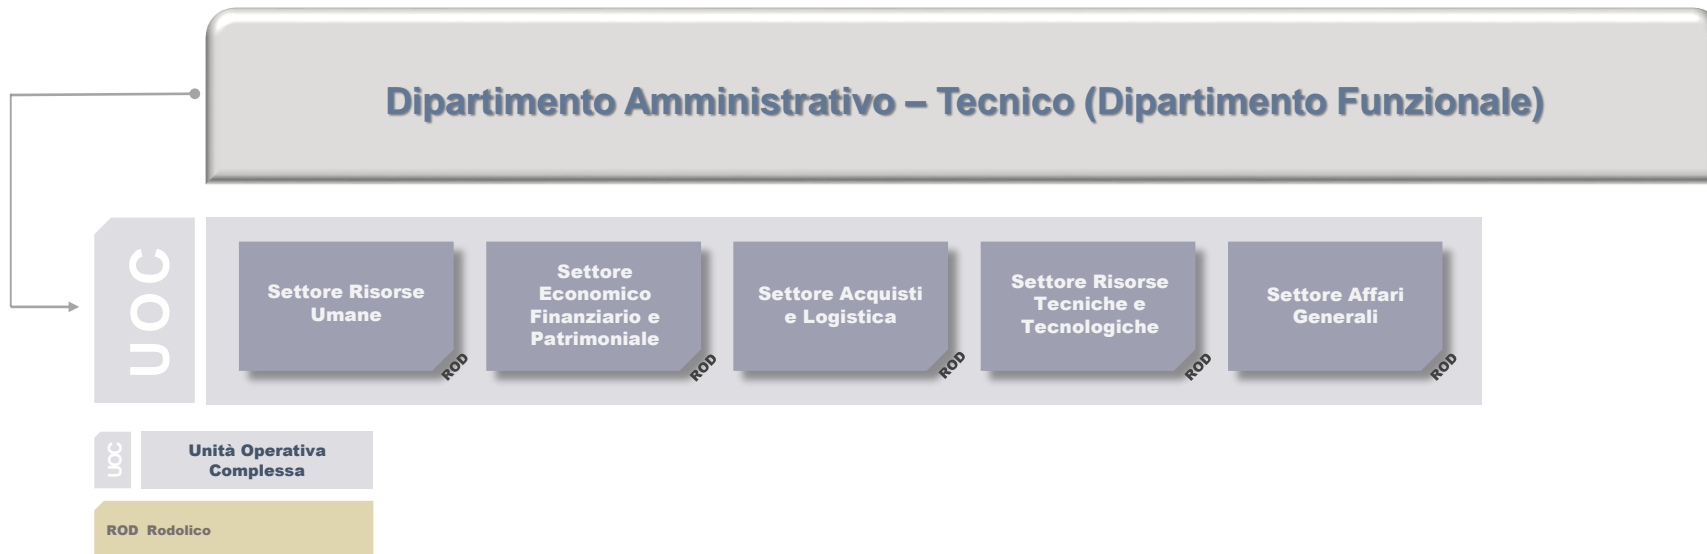 Dipartimento Amministrativo – Tecnico (Dipartimento Funzionale)
UOC
Settore Risorse
Umane
ROD
Settore
Economico
Finanziario e
Patrimoniale
ROD
Settore Acquisti
e Logistica
ROD
Settore Risorse
Tecniche e
Tecnologiche
ROD
Settore Affari
Generali
ROD
UOC
Unità Operativa
Complessa
ROD Rodolico